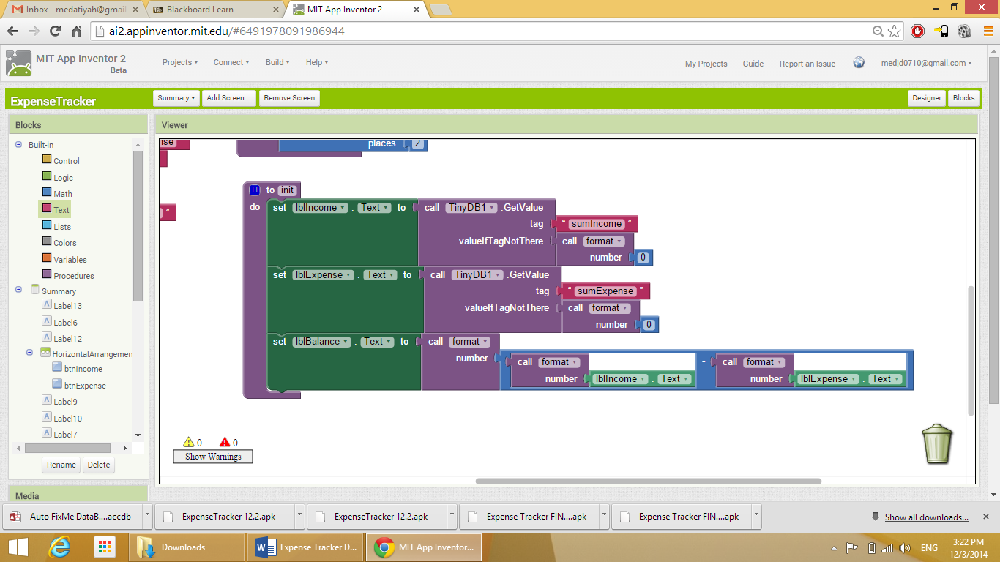 Inbox - medatiyah@gmail
Blackboard Learn
MIT App Inventor 2
ai2.appinventor.mit.edu/#6491978091986944
MIT App Inventor 2
Beta
Projects
Connect
Build
Help
My Projects
Guide
Report an Issue
medjd0710@gmail.com
ExpenseTracker
Summary
Add Screen ...
Remove Screen
Designer
Blocks
Blocks
Viewer
Built-in
Control
Logic
Math
Text
Lists
Colors
Variables
Procedures
Summary
Label13
Label6
Label12
HorizontalArrangemen
btnIncome
btnExpense
Label9
Label10
Label7
Rename
Delete
Media
places 2
to init
do set lblIncome . Text to call TinyDB1 .GetValue
tag " sumIncome "
valueIfTagNotThere call format
number 0
set lblExpense . Text to call TinyDB1 .GetValue
tag " sumExpense "
valueIfTagNotThere call format
number 0
set lblBalance . Text to call format
number call format - call format
number lblIncome . Text number lblExpense . Text
0 0
Show Warnings
Auto FixMe DataB....accdb
ExpenseTracker 12.2.apk
ExpenseTracker 12.2.apk
Expense Tracker FIN....apk
Expense Tracker FIN....apk
Show all downloads...
Downloads
Expense Tracker D...
MIT App Inventor...
ENG
3:22 PM
12/3/2014